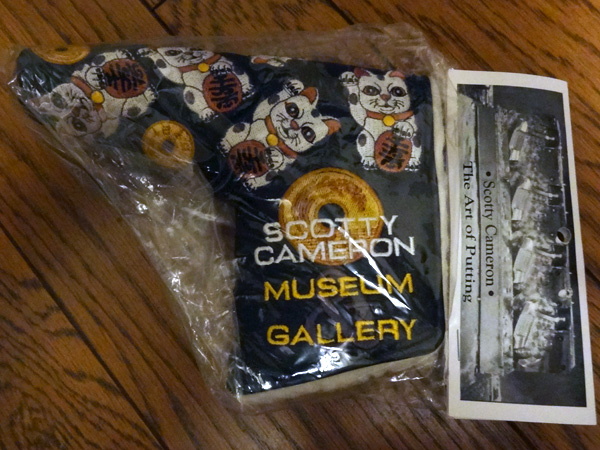 SCOTTY
CAMERON
MUSEUM
GALLERY
• Scotty Cameron •
The Art of Putting